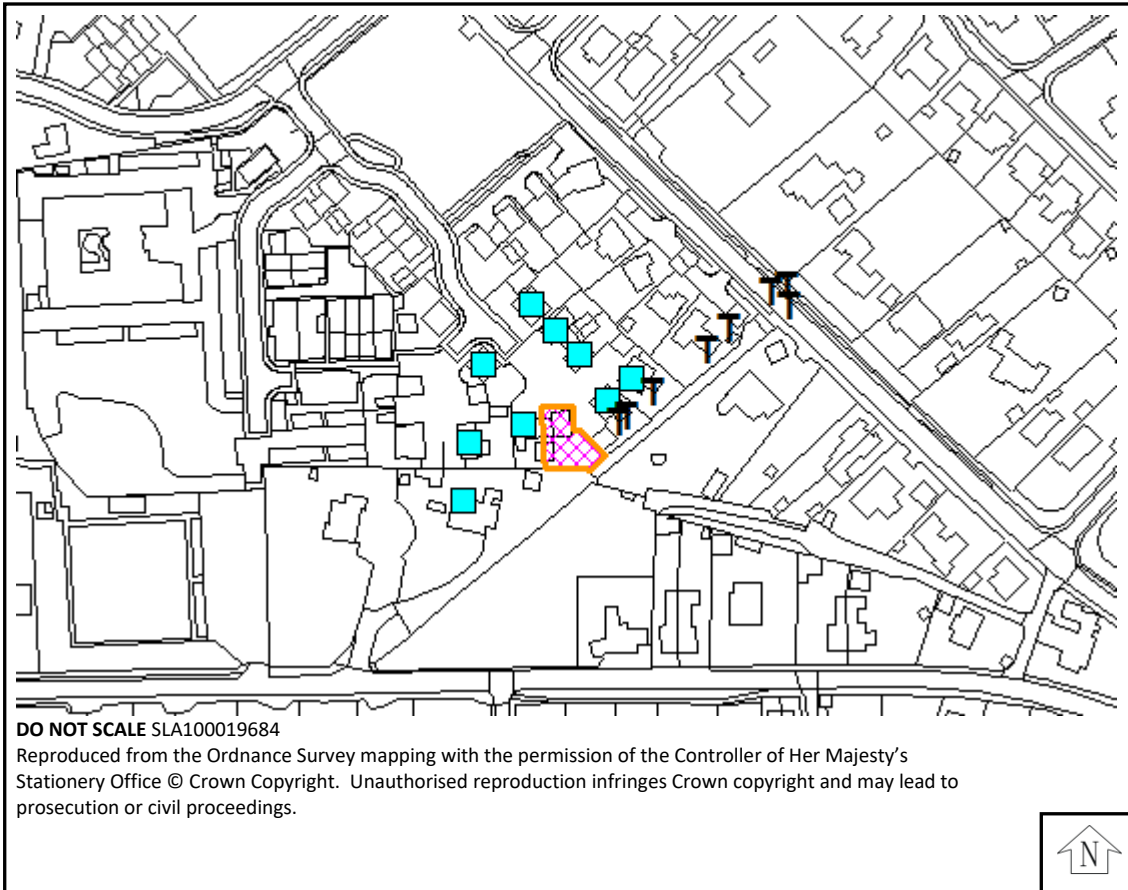 T T
T
T
T
T
T T
DO NOT SCALE SLA100019684
Reproduced from the Ordnance Survey mapping with the permission of the Controller of Her Majesty’s
Stationery Office © Crown Copyright. Unauthorised reproduction infringes Crown copyright and may lead to
prosecution or civil proceedings.
N